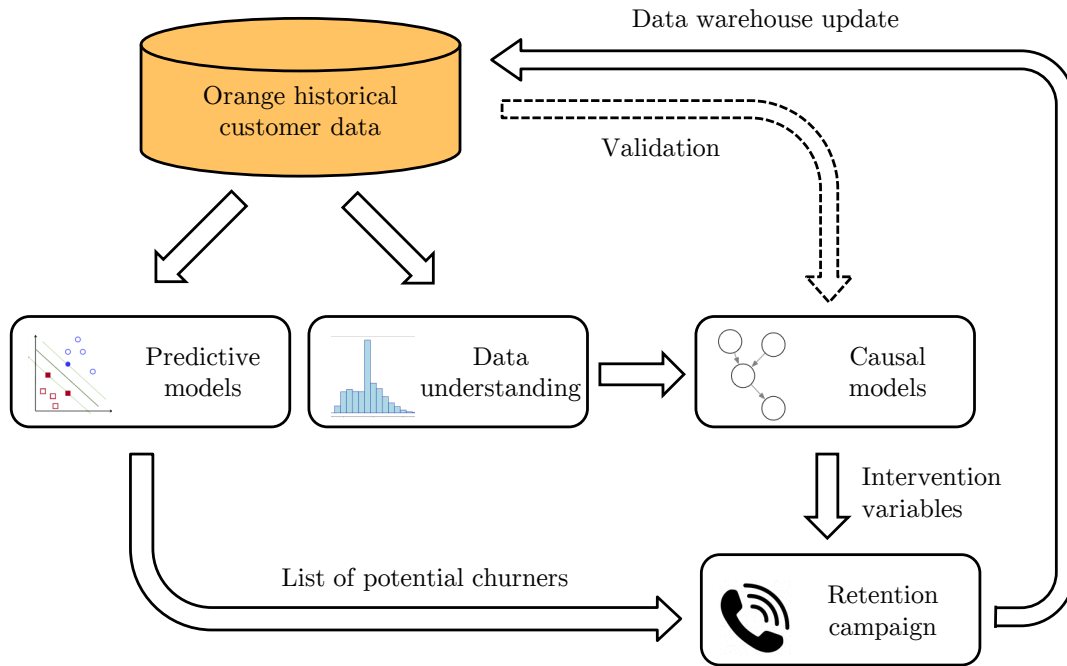 Data warehouse update
Orange historical
customer data
Validation
Predictive
models
Data
understanding
Causal
models
Intervention
variables
List of potential churners
Retention
campaign